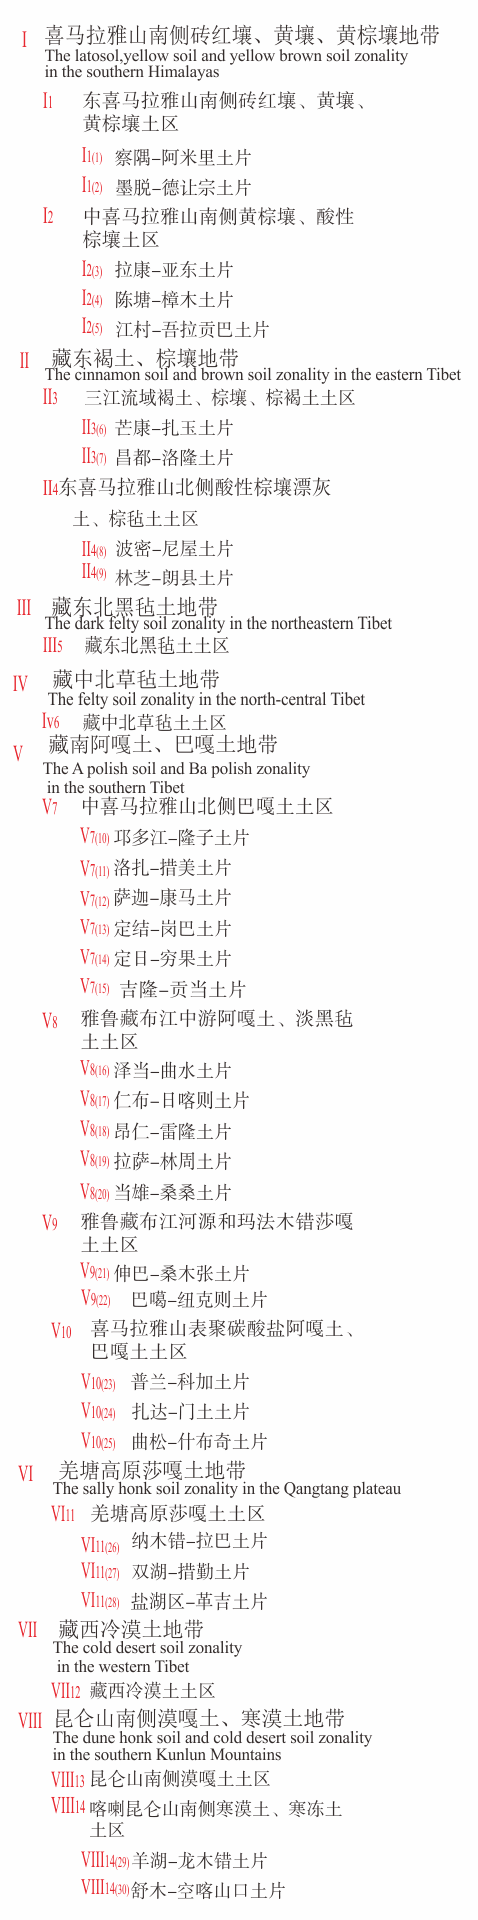 I 喜马拉雅山南侧砖红壤、黄壤、黄棕壤地带
The latosol,yellow soil and yellow brown soil zonality
in the southern Himalayas
I1 东喜马拉雅山南侧砖红壤、黄壤、
黄棕壤土区
I1(1) 察隅–阿米里土片
I1(2) 墨脱–德让宗土片
I2 中喜马拉雅山南侧黄棕壤、酸性
棕壤土区
I2(3) 拉康–亚东土片
I2(4) 陈塘–樟木土片
I2(5) 江村–吾拉贡巴土片
II 藏东褐土、棕壤地带
The cinnamon soil and brown soil zonality in the eastern Tibet
II3 三江流域褐土、棕壤、棕褐土土区
II3(6) 芒康–扎玉土片
II3(7) 昌都–洛隆土片
II4 东喜马拉雅山北侧酸性棕壤漂灰
土、棕毡土土区
II4(8) 波密–尼屋土片
II4(9) 林芝–朗县土片
III 藏东北黑毡土地带
The dark felty soil zonality in the northeastern Tibet
III5 藏东北黑毡土土区
IV 藏中北草毡土地带
The felty soil zonality in the north-central Tibet
Iv6 藏中北草毡土土区
V 藏南阿嘎土、巴嘎土地带
The A polish soil and Ba polish zonality
in the southern Tibet
V7 中喜马拉雅山北侧巴嘎土土区
V7(10) 邛多江–隆子土片
V7(11) 洛扎–措美土片
V7(12) 萨迦–康马土片
V7(13) 定结–岗巴土片
V7(14) 定日–穷果土片
V7(15) 吉隆–贡当土片
V8 雅鲁藏布江中游阿嘎土、淡黑毡
土土区
V8(16) 泽当–曲水土片
V8(17) 仁布–日喀则土片
V8(18) 昂仁–雷隆土片
V8(19) 拉萨–林周土片
V8(20) 当雄–桑桑土片
V9 雅鲁藏布江河源和玛法木错莎嘎
土土区
V9(21) 伸巴–桑木张土片
V9(22) 巴噶–纽克则土片
V10 喜马拉雅山表聚碳酸盐阿嘎土、
巴嘎土土区
V10(23) 普兰–科加土片
V10(24) 扎达–门士土片
V10(25) 曲松–什布奇土片
VI 羌塘高原莎嘎土地带
The sally honk soil zonality in the Qangtang plateau
VI11 羌塘高原莎嘎土土区
VI11(26) 纳木错–拉巴土片
VI11(27) 双湖–措勤土片
VI11(28) 盐湖区–革吉土片
VII 藏西冷漠土地带
The cold desert soil zonality
in the western Tibet
VII12 藏西冷漠土土区
VIII 昆仑山南侧漠嘎土、寒漠土地带
The dune honk soil and cold desert soil zonality
in the southern Kunlun Mountains
VIII13 昆仑山南侧漠嘎土土区
VIII14 喀喇昆仑山南侧寒漠土、寒冻土
土区
VIII14(29) 羊湖–龙木错土片
VIII14(30) 舒木–空喀山口土片